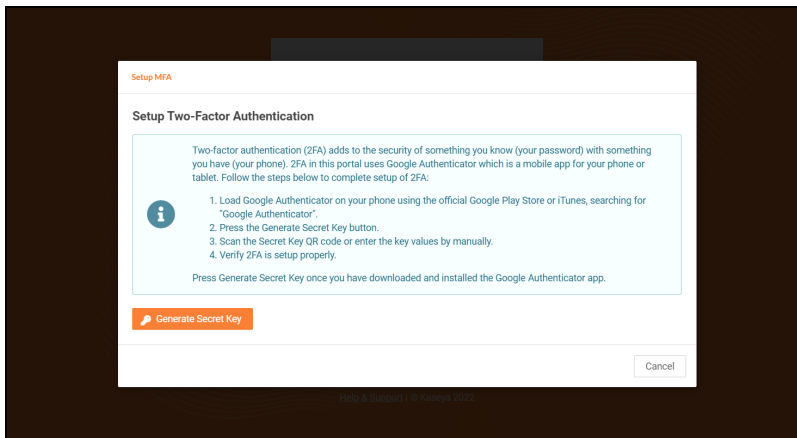 Setup MFA
Setup Two-Factor Authentication
Two-factor authentication (2FA) adds to the security of something you know (your password) with something
you have (your phone). 2FA in this portal uses Google Authenticator which is a mobile app for your phone or
tablet. Follow the steps below to complete setup of 2FA:
1. Load Google Authenticator on your phone using the official Google Play Store or iTunes, searching for
"Google Authenticator".
2. Press the Generate Secret Key button.
3. Scan the Secret Key QR code or enter the key values by manually.
4. Verify 2FA is setup properly.
Press Generate Secret Key once you have downloaded and installed the Google Authenticator app.
Generate Secret Key
Cancel
Help & Support | © Kaseya 2022